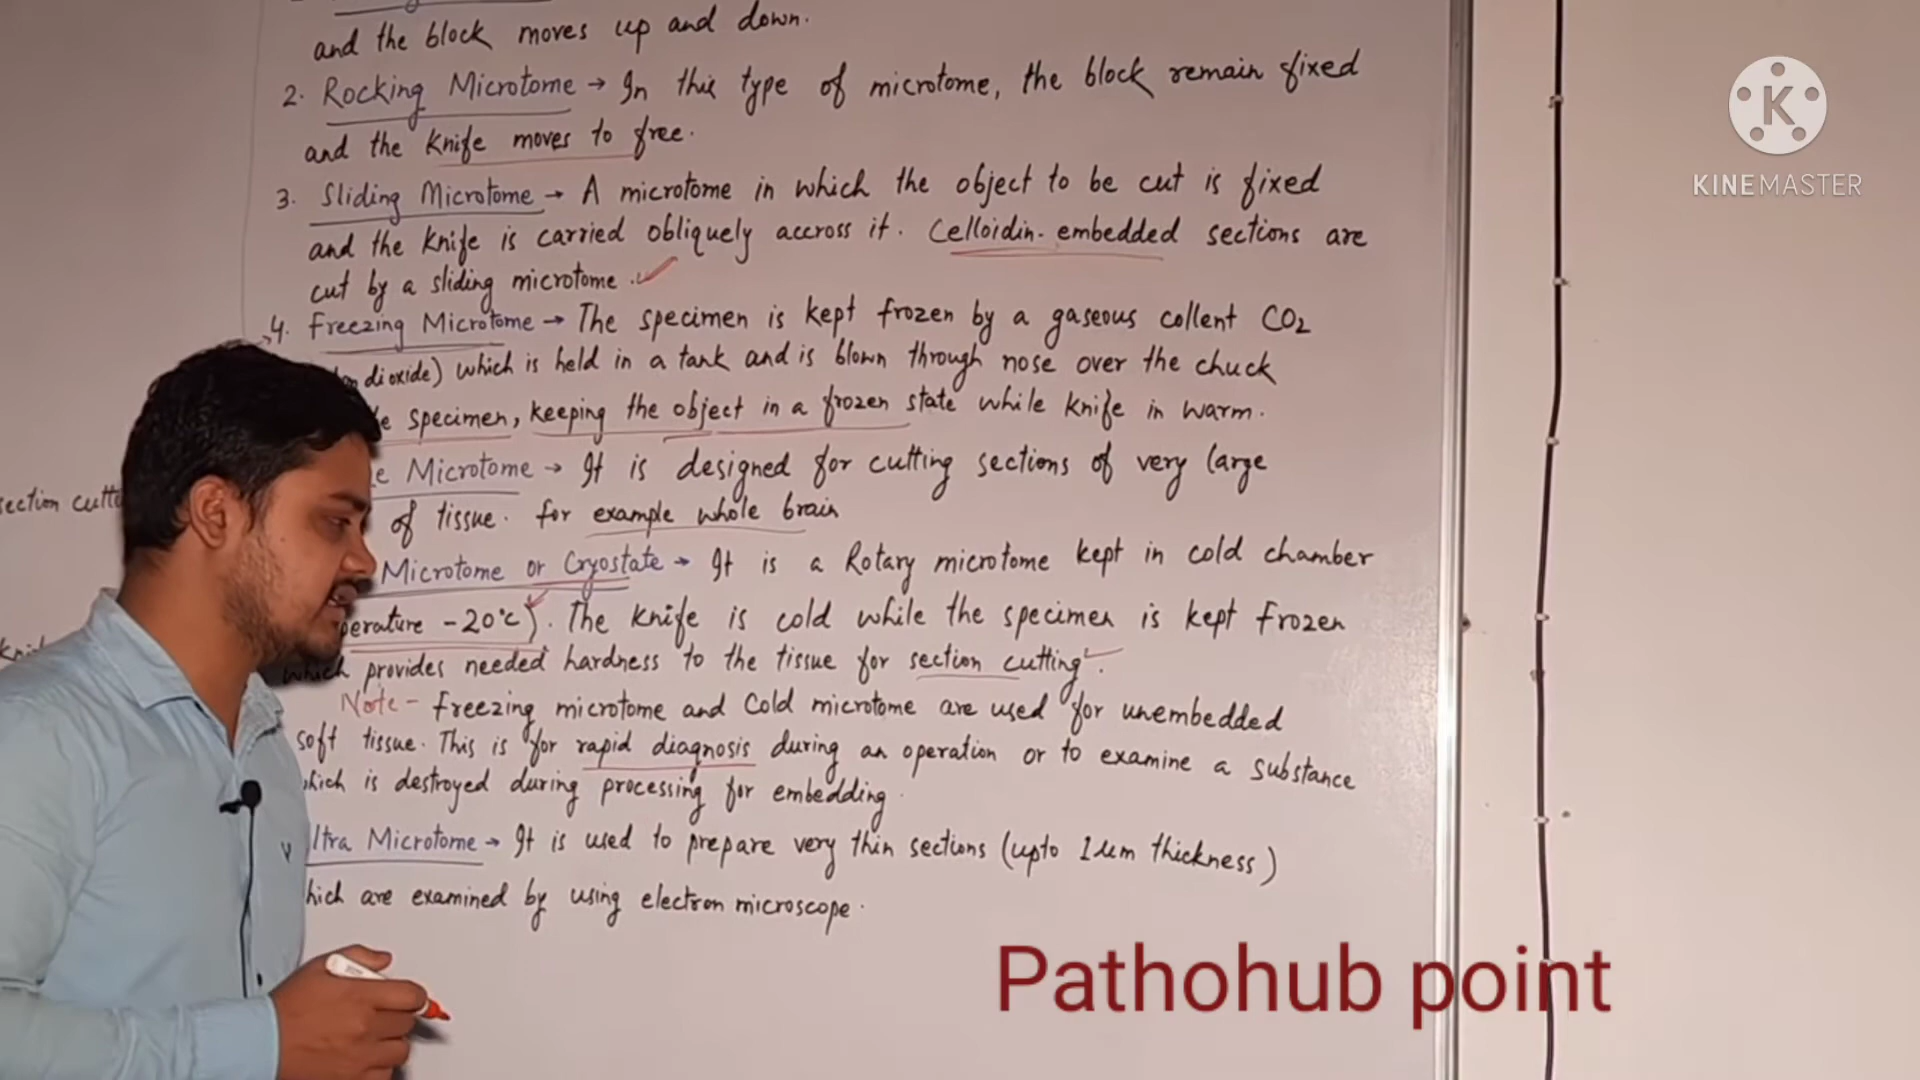 and the block moves up and down.
2. Rocking Microtome → In this type of microtome, the block remain fixed
and the knife moves to free.
3. Sliding Microtome → A microtome in which the object to be cut is fixed
and the knife is carried obliquely accross it. Celloidin-embedded sections are
cut by a sliding microtome.
4. Freezing Microtome → The specimen is kept frozen by a gaseous collent CO2
dioxide) which is held in a tank and is blown through nose over the chuck
specimen, keeping the object in a frozen state while knife in warm.
Microtome → It is designed for cutting sections of very large
of tissue. for example whole brain
Microtome or Cryostate → It is a Rotary microtome kept in cold chamber
perature -20°C). The knife is cold while the specimen is kept frozen
which provides needed hardness to the tissue for section cutting.
Note - freezing microtome and cold microtome are used for unembedded
soft tissue. This is for rapid diagnosis during an operation or to examine a substance
hich is destroyed during processing for embedding.
ltra Microtome → It is used to prepare very thin sections (upto 1um thickness)
hich are examined by using electron microscope.
section cutt
K
KINEMASTER
Pathohub point